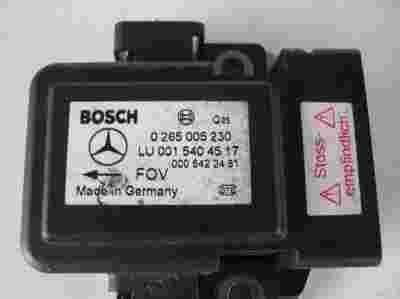 BOSCH
Q25
0 265 005 230
LU 001 540 45 17
000 542 24 81
FOV
Made in Germany
Stoss-
empfindlich